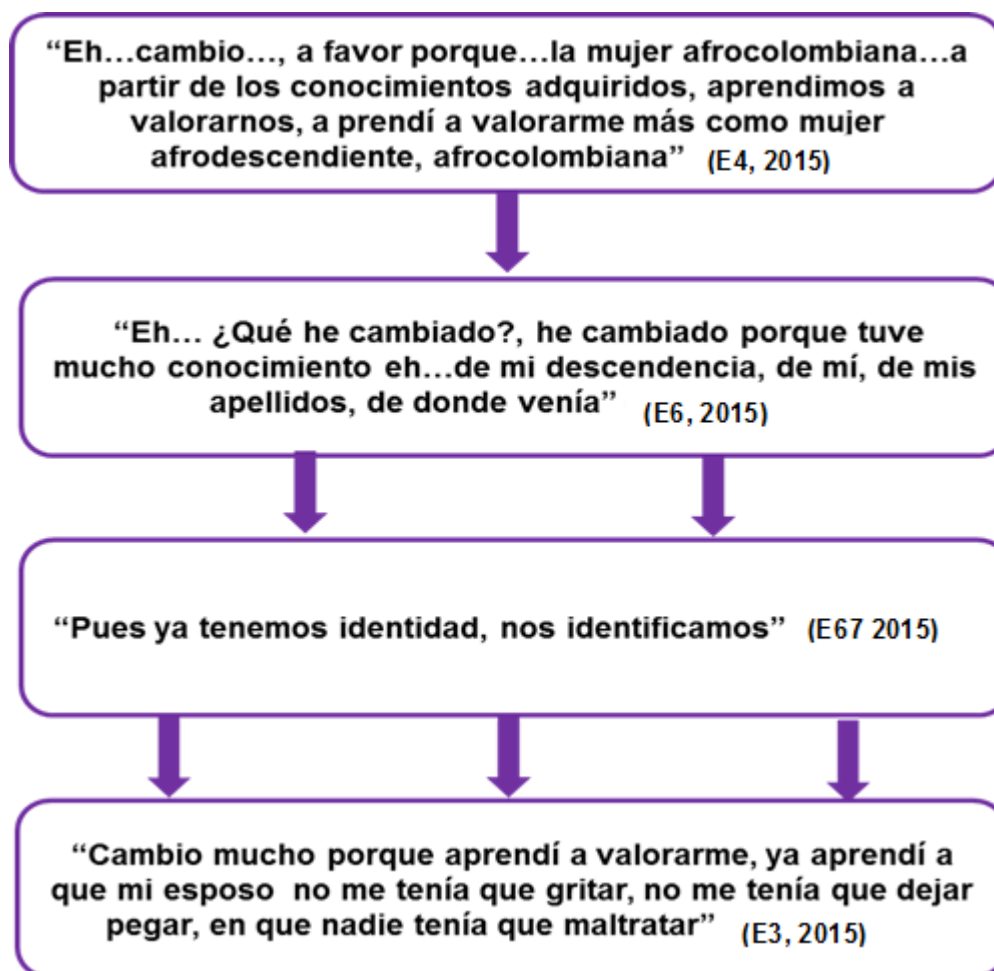 “Eh…cambio…, a favor porque…la mujer afrocolombiana…a
partir de los conocimientos adquiridos, aprendimos a
valorarnos, a prendí a valorarme más como mujer
afrodescendiente, afrocolombiana” (E4, 2015)
“Eh… ¿Qué he cambiado?, he cambiado porque tuve
mucho conocimiento eh…de mi descendencia, de mí, de mis
apellidos, de donde venía” (E6, 2015)
“Pues ya tenemos identidad, nos identificamos” (E67 2015)
“Cambio mucho porque aprendí a valorarme, ya aprendí a
que mi esposo no me tenía que gritar, no me tenía que dejar
pegar, en que nadie tenía que maltratar” (E3, 2015)